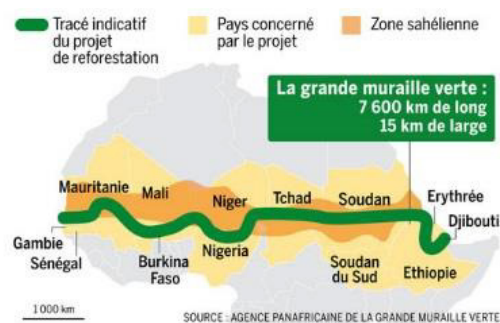 Tracé indicatif
du projet
de reforestation
Pays concerné
par le projet
Zone sahélienne
La grande muraille verte :
7 600 km de long
15 km de large
Mauritanie
Mali
Niger
Tchad
Soudan
Erythrée
Djibouti
Gambie
Sénégal
Burkina
Faso
Nigeria
Soudan
du Sud
Ethiopie
1 000 km
SOURCE : AGENCE PANAFRICAINE DE LA GRANDE MURAILLE VERTE